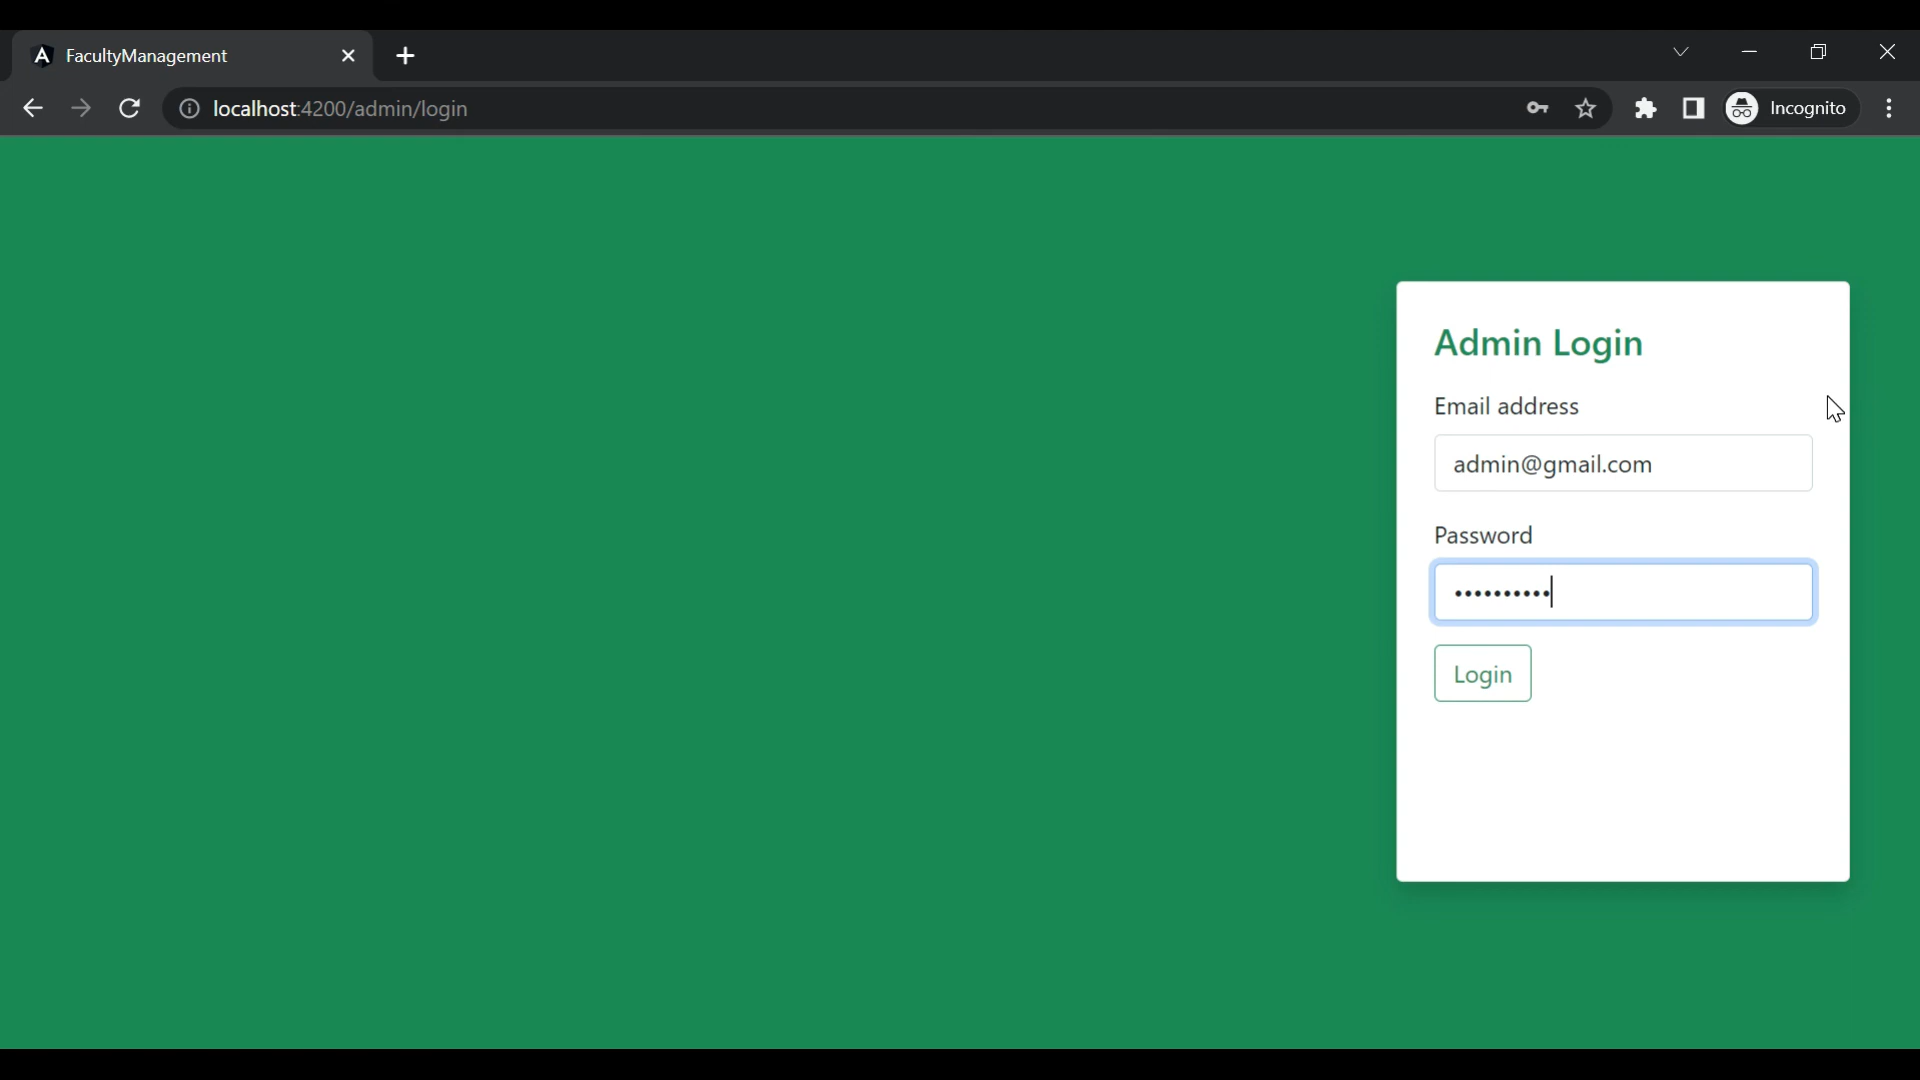 FacultyManagement
localhost:4200/admin/login
Incognito
Admin Login
Email address
admin@gmail.com
Password
••••••••••
Login